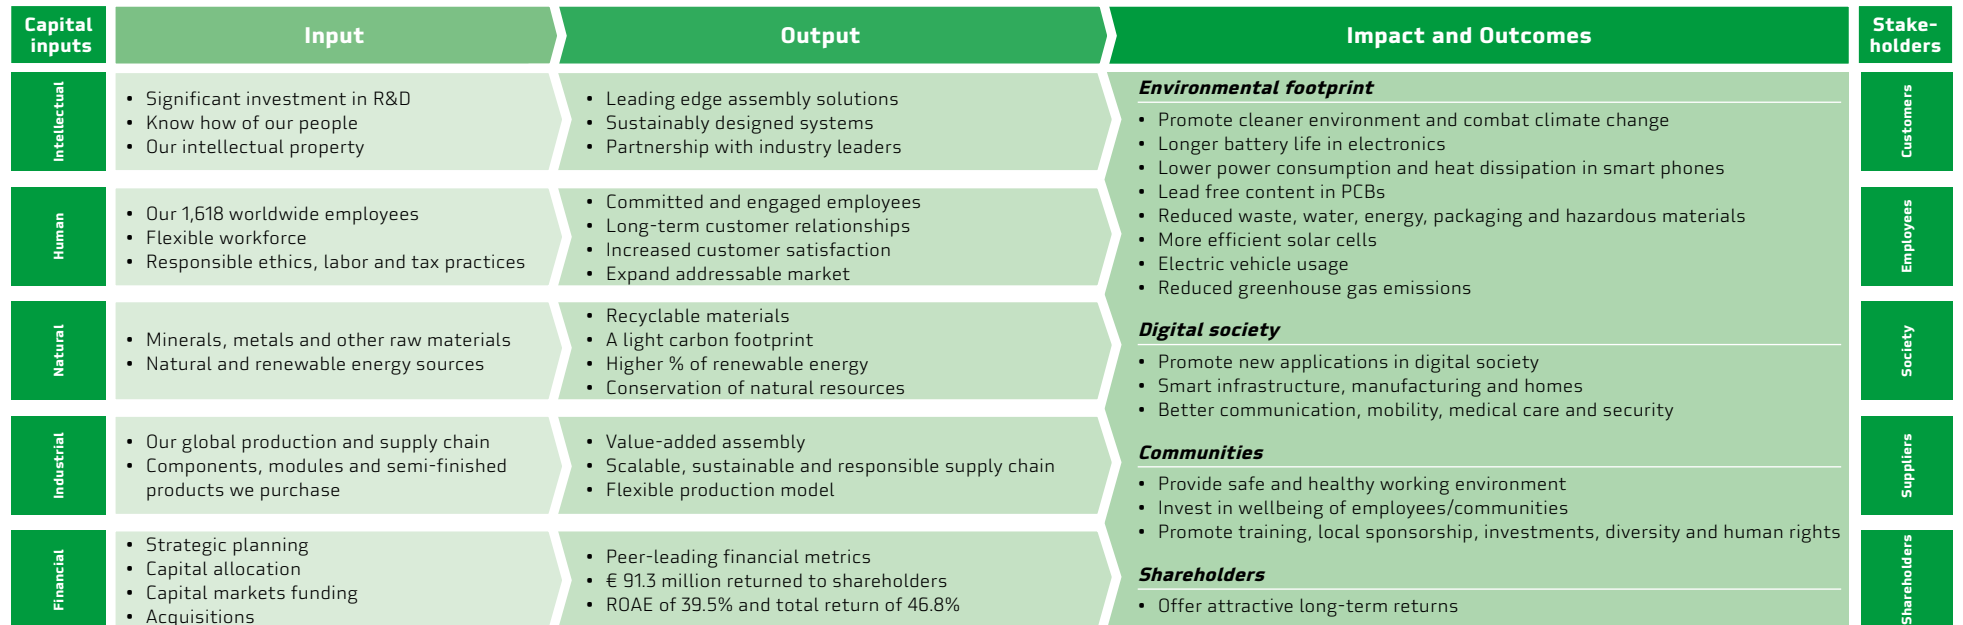 Capital
inputs
Input
Output
Impact and Outcomes
Stake-
holders
Intellectual
• Significant investment in R&D
• Know how of our people
• Our intellectual property
• Leading edge assembly solutions
• Sustainably designed systems
• Partnership with industry leaders
Human
• Our 1,618 worldwide employees
• Flexible workforce
• Responsible ethics, labor and tax practices
• Committed and engaged employees
• Long-term customer relationships
• Increased customer satisfaction
• Expand addressable market
Natural
• Minerals, metals and other raw materials
• Natural and renewable energy sources
• Recyclable materials
• A light carbon footprint
• Higher % of renewable energy
• Conservation of natural resources
Industrial
• Our global production and supply chain
• Components, modules and semi-finished
products we purchase
• Value-added assembly
• Scalable, sustainable and responsible supply chain
• Flexible production model
Financial
• Strategic planning
• Capital allocation
• Capital markets funding
• Acquisitions
• Peer-leading financial metrics
• € 91.3 million returned to shareholders
• ROAE of 39.5% and total return of 46.8%
Environmental footprint
• Promote cleaner environment and combat climate change
• Longer battery life in electronics
• Lower power consumption and heat dissipation in smart phones
• Lead free content in PCBs
• Reduced waste, water, energy, packaging and hazardous materials
• More efficient solar cells
• Electric vehicle usage
• Reduced greenhouse gas emissions
Digital society
• Promote new applications in digital society
• Smart infrastructure, manufacturing and homes
• Better communication, mobility, medical care and security
Communities
• Provide safe and healthy working environment
• Invest in wellbeing of employees/communities
• Promote training, local sponsorship, investments, diversity and human rights
Shareholders
• Offer attractive long-term returns
Customers
Employees
Society
Suppliers
Shareholders